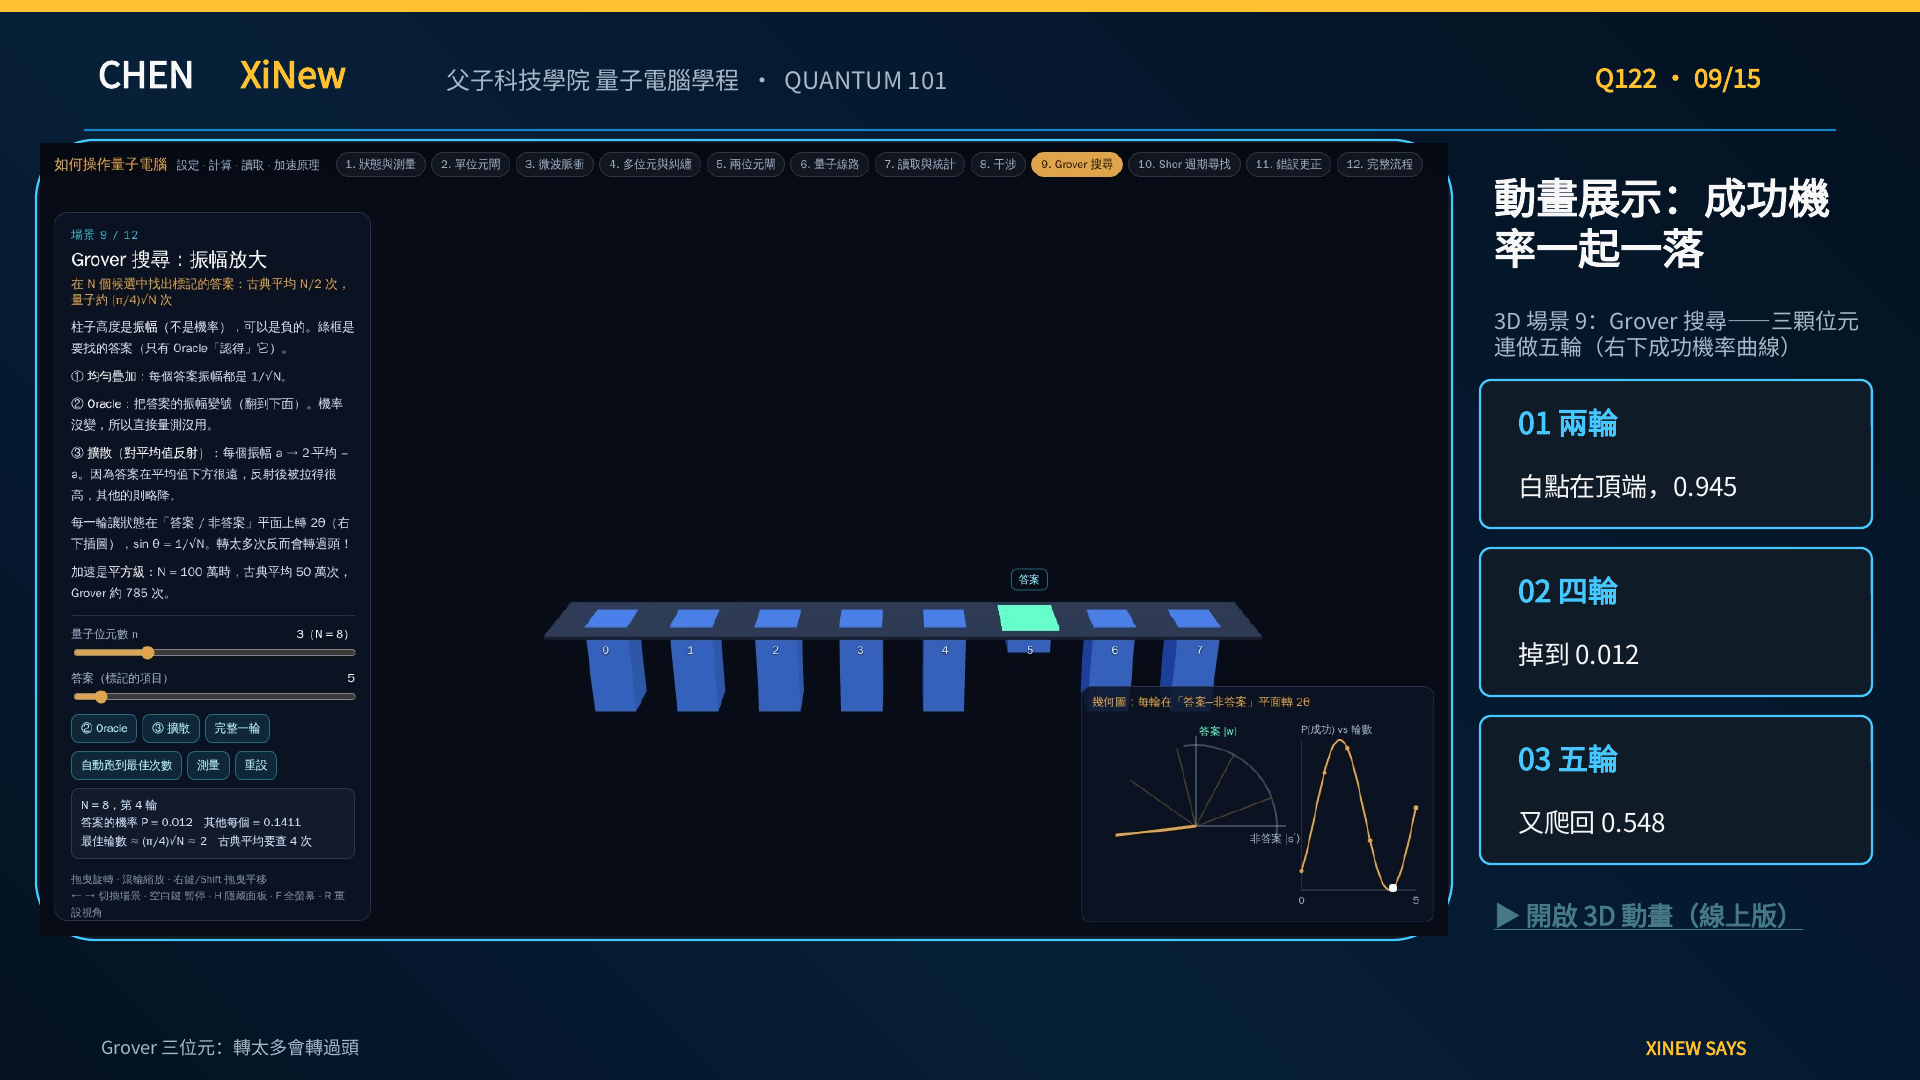 CHEN XiNew 父子科技學院 量子電腦學程 · QUANTUM 101
Q122 · 09/15
如何操作量子電腦 設定 · 計算 · 讀取 · 加速原理
1. 狀態與測量
2. 單位元閘
3. 微波脈衝
4. 多位元與糾纏
5. 兩位元閘
6. 量子線路
7. 讀取與統計
8. 干涉
9. Grover 搜尋
10. Shor 週期尋找
11. 錯誤更正
12. 完整流程
場景 9 / 12
Grover 搜尋：振幅放大
在 N 個候選中找出標記的答案：古典平均 N/2 次，
量子約 (π/4)√N 次
柱子高度是振幅（不是機率），可以是負的。綠框是
要找的答案（只有 Oracle「認得」它）。
① 均勻疊加：每個答案振幅都是 1/√N。
② Oracle：把答案的振幅變號（翻到下面）。機率
沒變，所以直接量測沒用。
③ 擴散（對平均值反射）：每個振幅 a → 2·平均 −
a。因為答案在平均值下方很遠，反射後被拉得很
高，其他的則略降。
每一輪讓狀態在「答案 / 非答案」平面上轉 2θ（右
下插圖），sin θ = 1/√N。轉太多次反而會轉過頭！
加速是平方級：N = 100 萬時，古典平均 50 萬次，
Grover 約 785 次。
量子位元數 n 3（N = 8）
答案（標記的項目） 5
② Oracle
③ 擴散
完整一輪
自動跑到最佳次數
測量
重設
N = 8，第 4 輪
答案的機率 P = 0.012 其他每個 = 0.1411
最佳輪數 ≈ (π/4)√N ≈ 2 古典平均要查 4 次
拖曳旋轉 · 滾輪縮放 · 右鍵/Shift 拖曳平移
← → 切換場景 · 空白鍵 暫停 · H 隱藏面板 · F 全螢幕 · R 重
設視角
答案
0 1 2 3 4 5 6 7
幾何圖：每輪在「答案–非答案」平面轉 2θ
答案 |w⟩
非答案 |s'⟩
P(成功) vs 輪數
0 5
動畫展示：成功機
率一起一落
3D 場景 9：Grover 搜尋——三顆位元
連做五輪（右下成功機率曲線）
01 兩輪
白點在頂端，0.945
02 四輪
掉到 0.012
03 五輪
又爬回 0.548
▶ 開啟 3D 動畫（線上版）
Grover 三位元：轉太多會轉過頭
XINEW SAYS